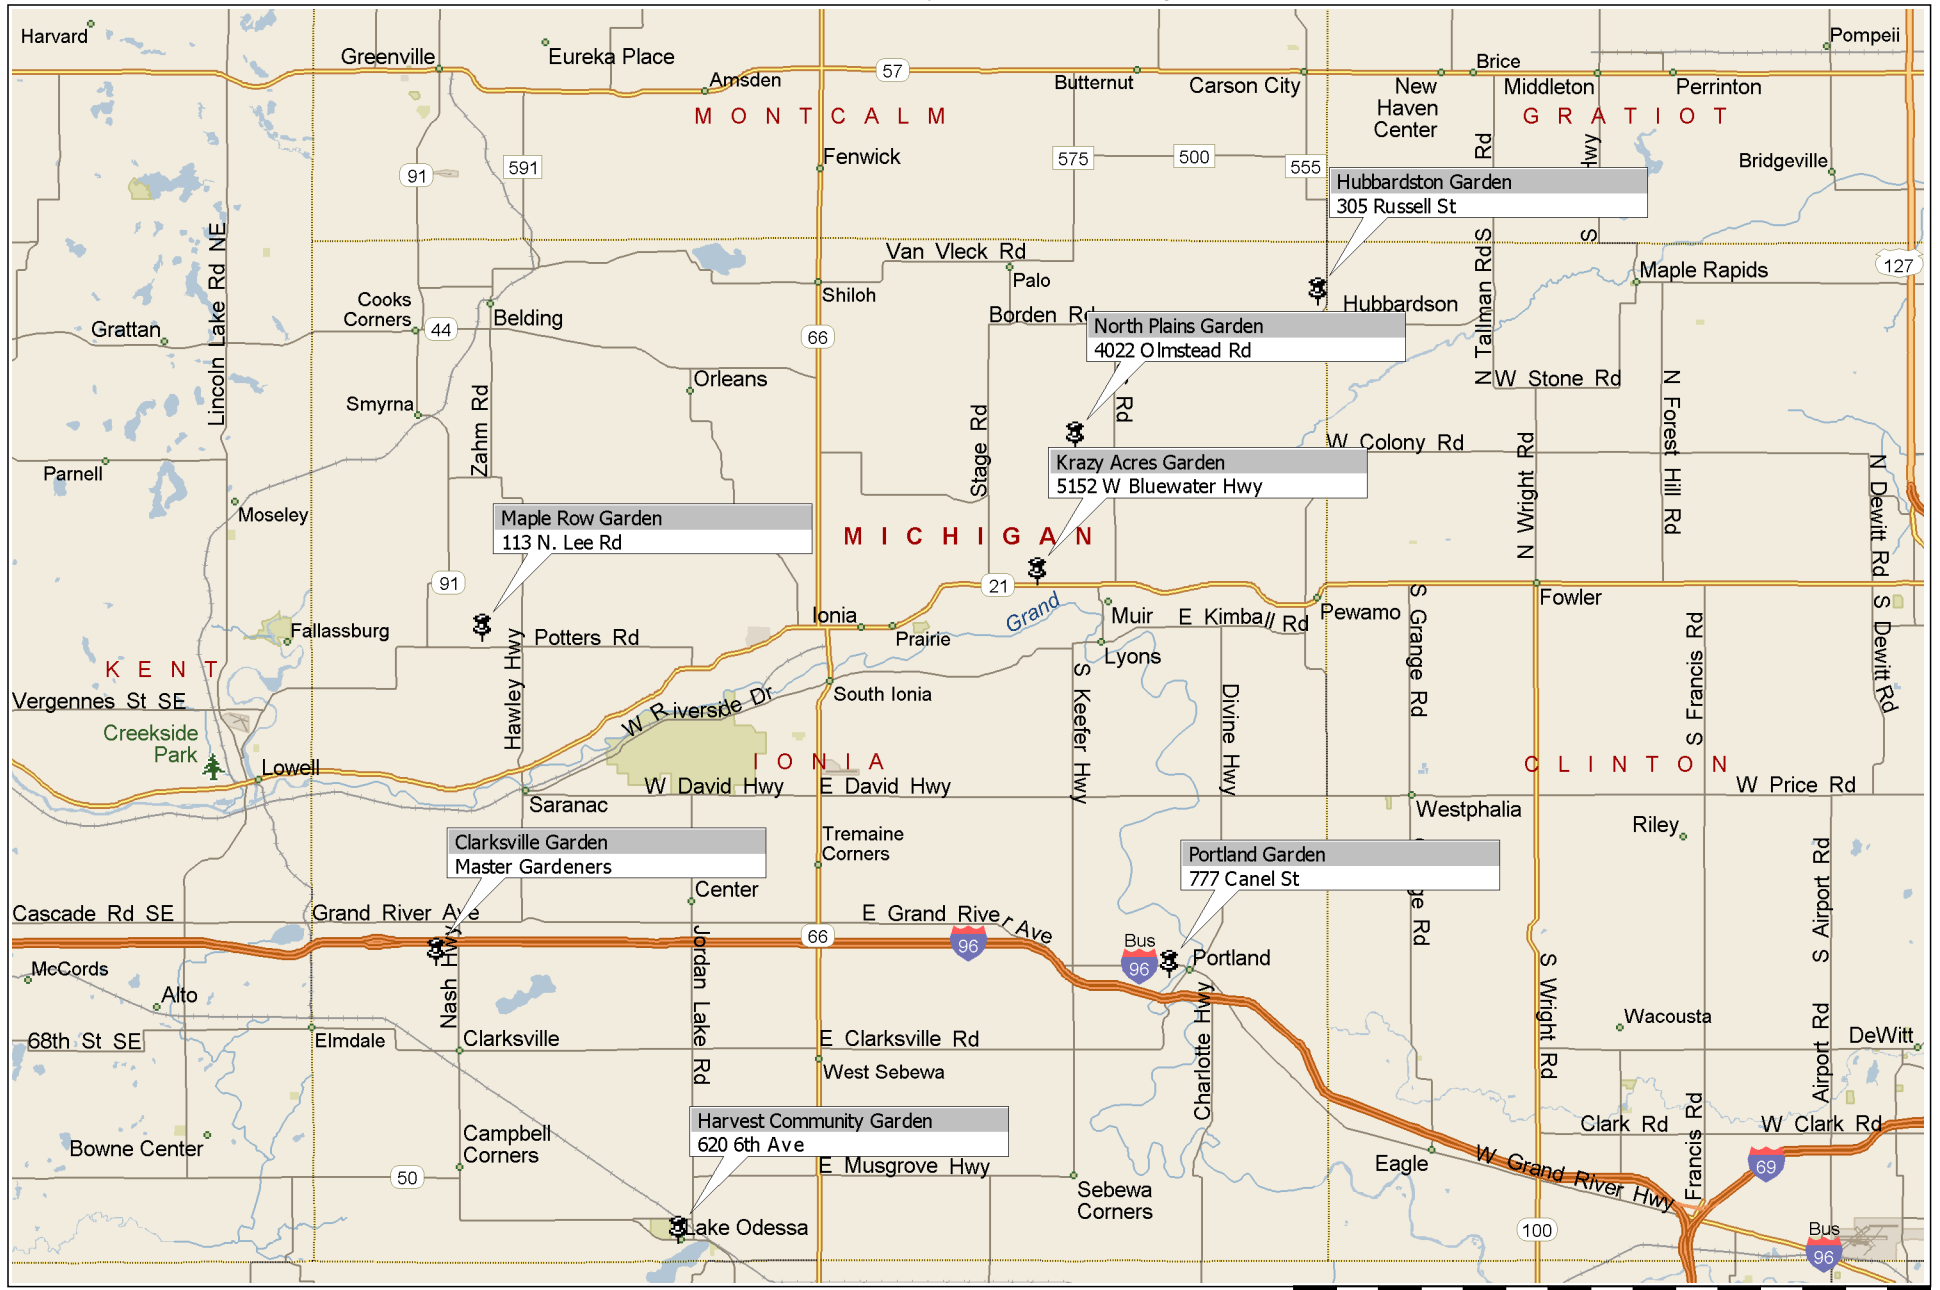 Harvard
Greenville
Eureka Place
Amsden
57
Butternut
Carson City
New
Haven
Center
Brice
Middleton
Perrinton
Pompeii
MONTCALM
GRATIOT
91
591
Fenwick
575
500
555
Rd
Hwy
Bridgeville
Hubbardston Garden
305 Russell St
Lincoln Lake Rd NE
Van Vleck Rd
Palo
N Tallman Rd S
S
Maple Rapids
127
Cooks
Corners
Grattan
44
Belding
Shiloh
66
Borden Rd
Hubbardson
North Plains Garden
4022 Olmstead Rd
Orleans
W Stone Rd
Smyrna
Zahm Rd
Stage Rd
Rd
N Forest Hill Rd
W Colony Rd
N Wright Rd
Parnell
Krazy Acres Garden
5152 W Bluewater Hwy
N Dewitt Rd
Moseley
Maple Row Garden
113 N. Lee Rd
MICHIGAN
91
21
Grand
Muir
E Kimball Rd
Pewamo
S Grange Rd
Fowler
S Dewitt Rd
Fallassburg
Potters Rd
Hawley Hwy
Ionia
Prairie
Lyons
S Francis Rd
KENT
Vergennes St SE
South Ionia
S Keefer Hwy
Divine Hwy
Creekside
Park
W Riverside Dr
IONIA
CLINTON
Lowell
W David Hwy
E David Hwy
W Price Rd
Saranac
Westphalia
Riley
Clarksville Garden
Master Gardeners
Tremaine
Corners
Portland Garden
777 Canel St
S Airport Rd
Center
Cascade Rd SE
Grand River Ave
E Grand River Ave
ge Rd
66
96
Bus
96
Portland
McCords
Alto
Nash Hwy
Jordan Lake Rd
Charlotte Hwy
S Wright Rd
Wacousta
68th St SE
Elmdale
Clarksville
E Clarksville Rd
Airport Rd
DeWitt
West Sebewa
Harvest Community Garden
620 6th Ave
Clark Rd
W Clark Rd
Francis Rd
Bowne Center
Campbell
Corners
E Musgrove Hwy
Eagle
W Grand River Hwy
69
50
Sebewa
Corners
Lake Odessa
100
Bus
96